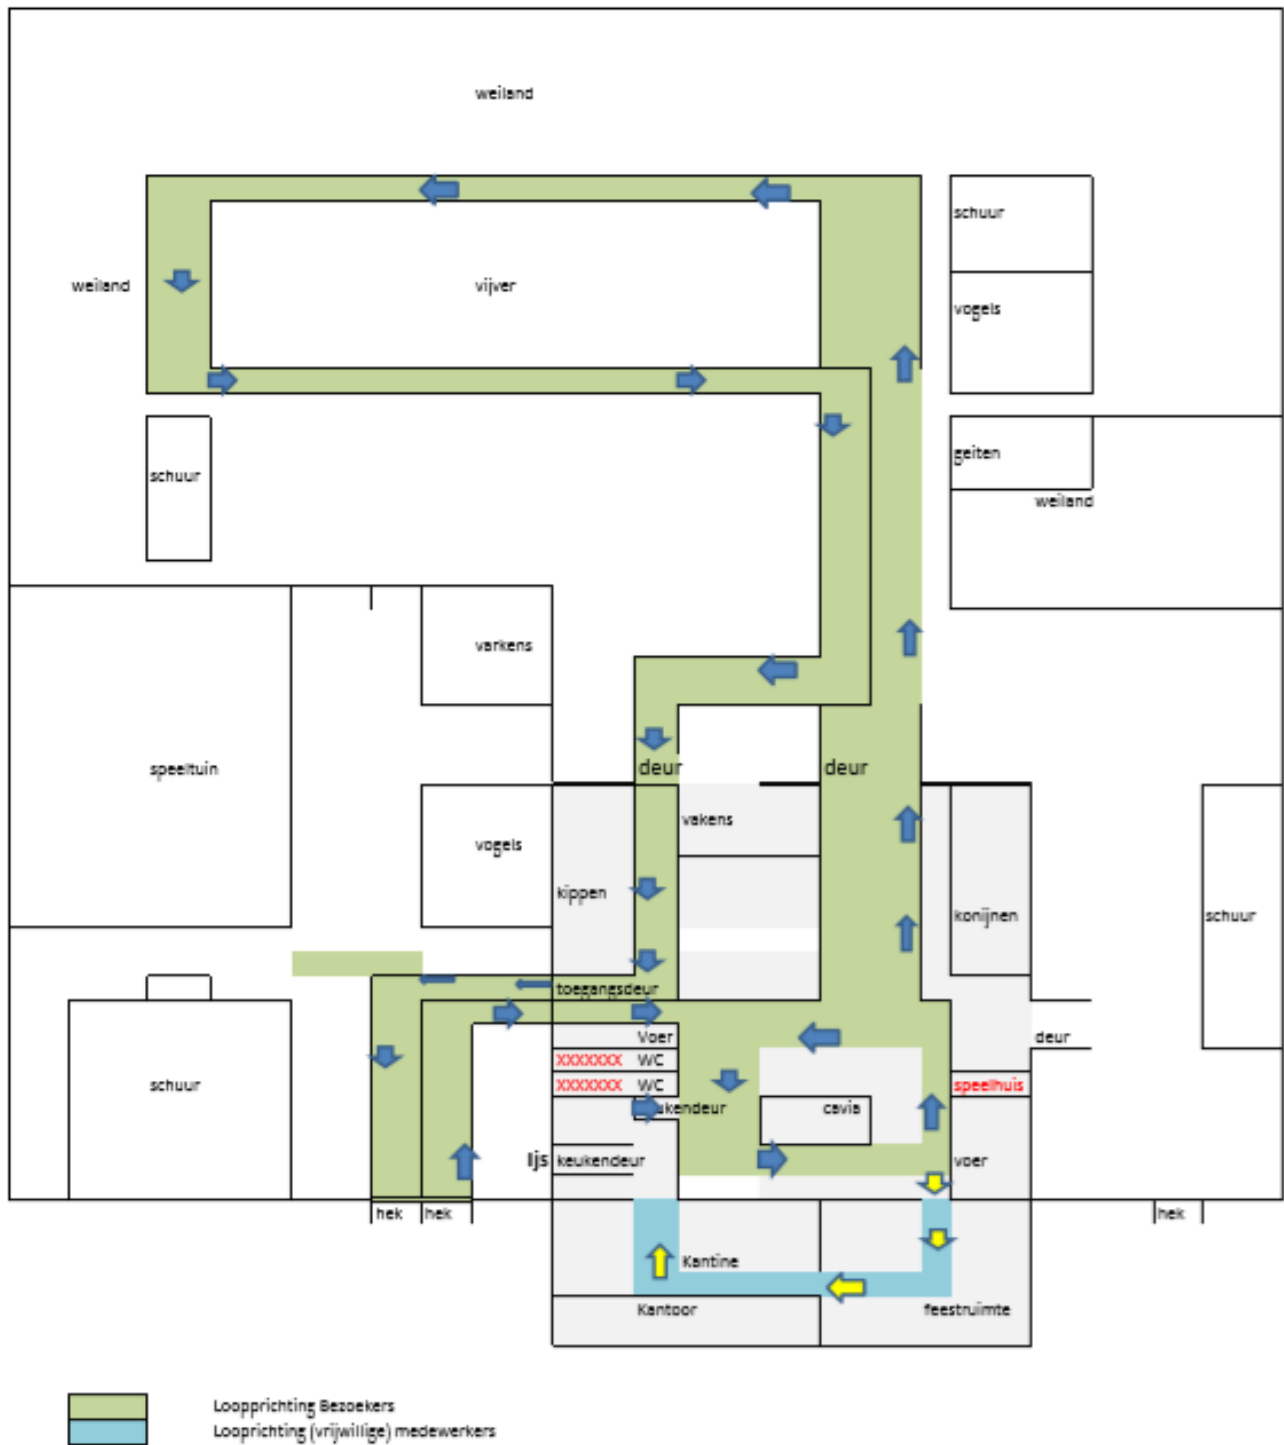 weiland
schuur
weiland
vijver
vogels
geiten
schuur
weiland
varkens
deur
deur
speeltuin
vakens
vogels
kippen
konijnen
schuur
toegangsdeur
Voer
deur
XXXXXXX WC
schuur
XXXXXXX WC
speelhuis
ukendeur
cavia
Ijs
keukendeur
voer
hek
hek
hek
Kantine
Kantoor
feestruimte
Loopprichting Bezoekers
Looprichting (vrijwillige) medewerkers